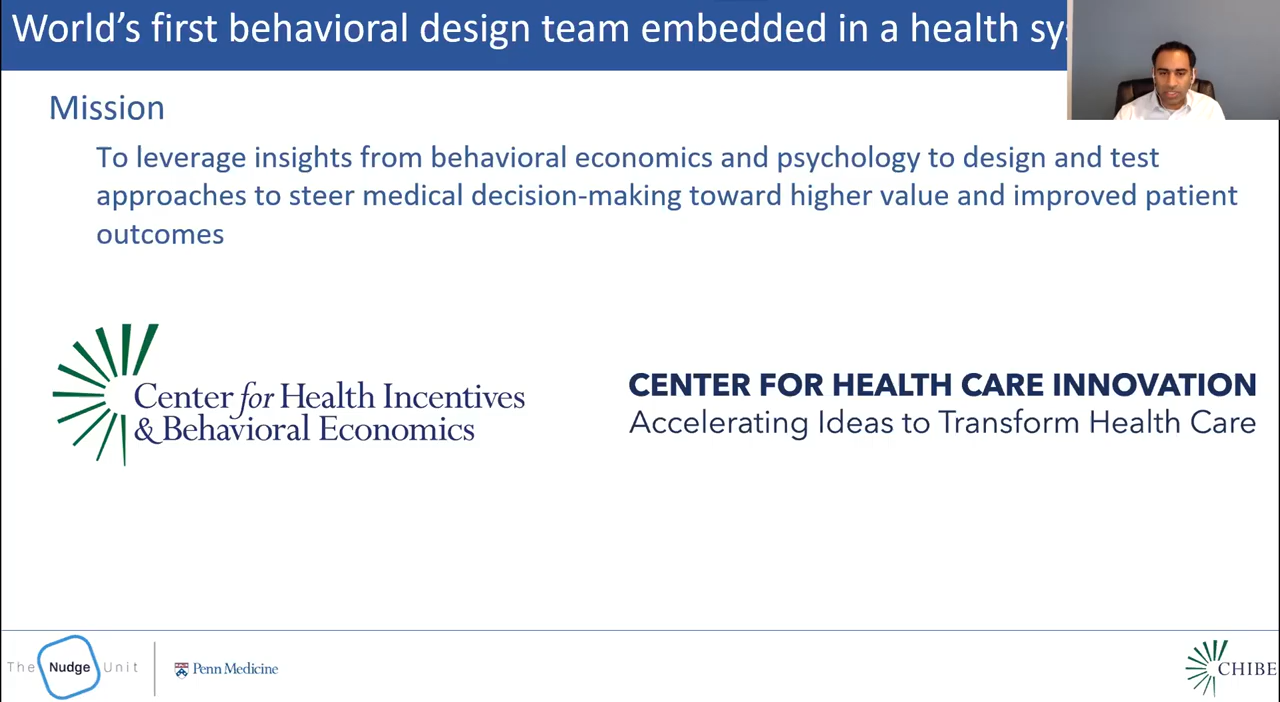 World's first behavioral design team embedded in a health
Mission
To leverage insights from behavioral economics and psychology to design and test
approaches to steer medical decision-making toward higher value and improved patient
outcomes
Center for Health Incentives
& Behavioral Economics
CENTER FOR HEALTH CARE INNOVATION
Accelerating Ideas to Transform Health Care
The Nudge Unit
Penn Medicine
CHIBE